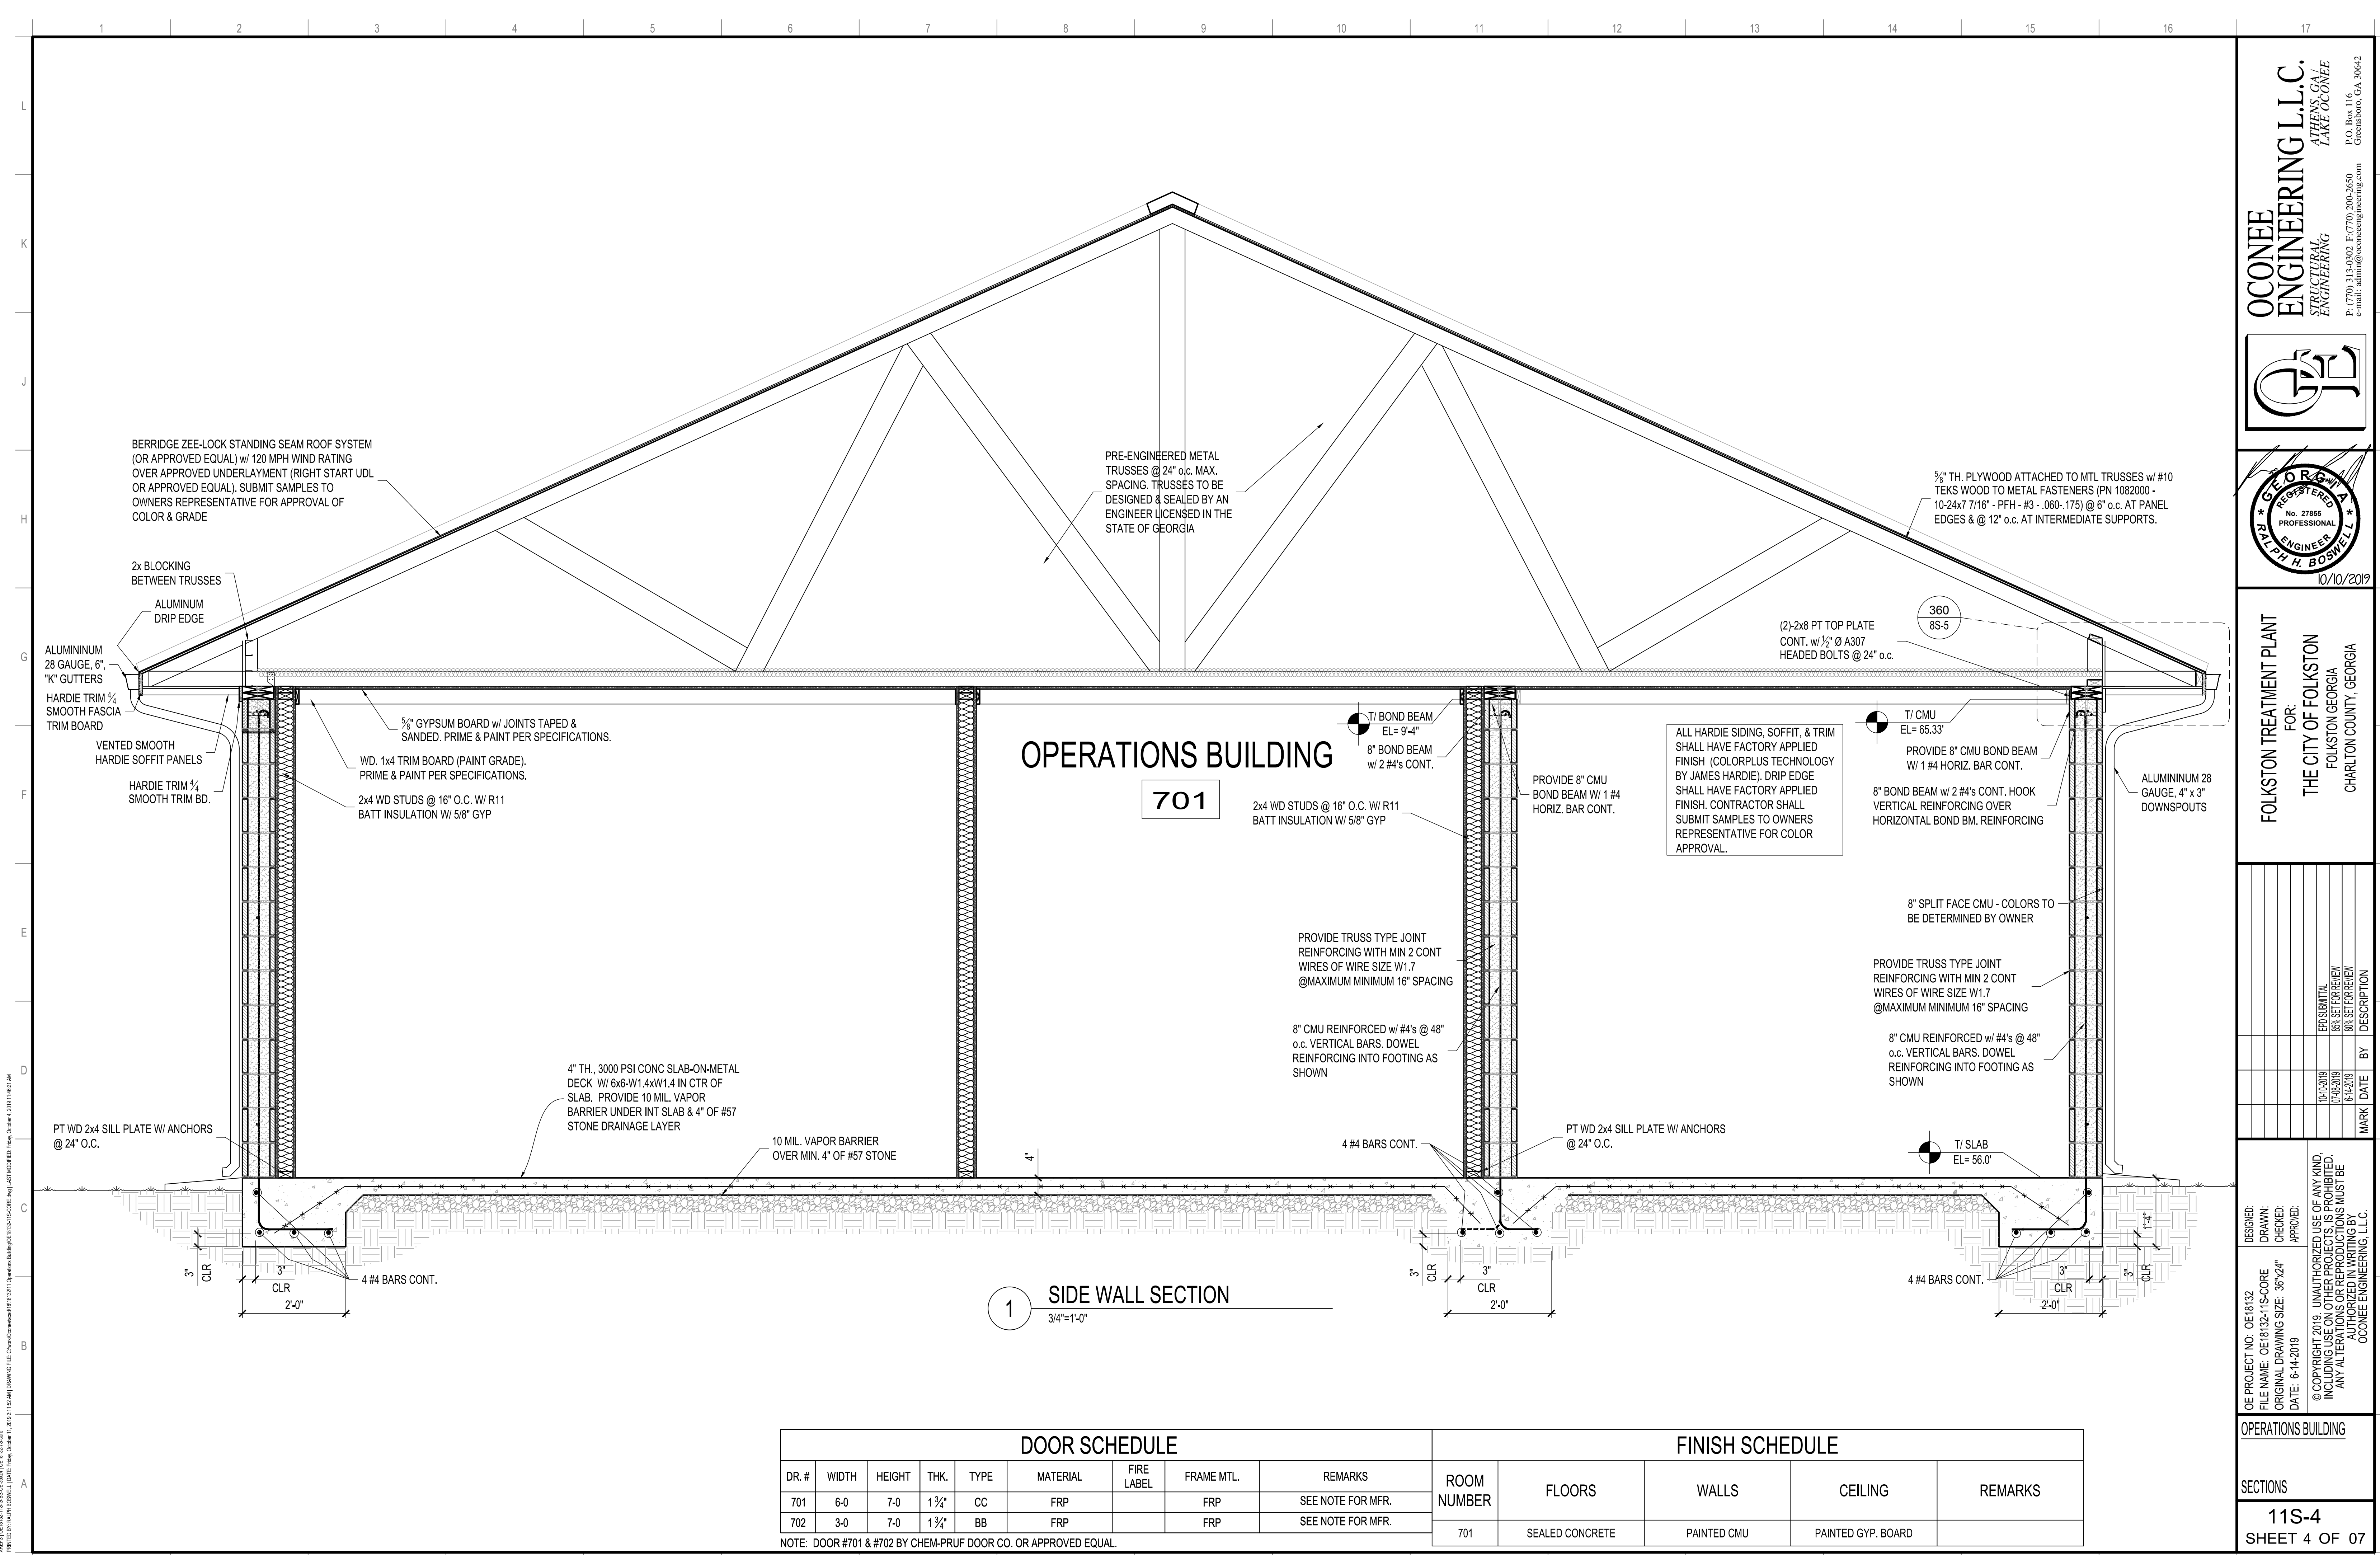 1 2 3 4 5 6 7 8 9 10 11 12 13 14 15 16 17
L
K
J
H
G
F
E
D
C
B
A
BERRIDGE ZEE-LOCK STANDING SEAM ROOF SYSTEM
(OR APPROVED EQUAL) w/ 120 MPH WIND RATING
OVER APPROVED UNDERLAYMENT (RIGHT START UDL
OR APPROVED EQUAL). SUBMIT SAMPLES TO
OWNERS REPRESENTATIVE FOR APPROVAL OF
COLOR & GRADE
2x BLOCKING
BETWEEN TRUSSES
ALUMINUM
DRIP EDGE
ALUMININUM
28 GAUGE, 6",
"K" GUTTERS
HARDIE TRIM 4/4
SMOOTH FASCIA
TRIM BOARD
VENTED SMOOTH
HARDIE SOFFIT PANELS
HARDIE TRIM 4/4
SMOOTH TRIM BD.
5/8" GYPSUM BOARD w/ JOINTS TAPED &
SANDED. PRIME & PAINT PER SPECIFICATIONS.
WD. 1x4 TRIM BOARD (PAINT GRADE).
PRIME & PAINT PER SPECIFICATIONS.
2x4 WD STUDS @ 16" O.C. W/ R11
BATT INSULATION W/ 5/8" GYP
PRE-ENGINEERED METAL
TRUSSES @ 24" o.c. MAX.
SPACING. TRUSSES TO BE
DESIGNED & SEALED BY AN
ENGINEER LICENSED IN THE
STATE OF GEORGIA
5/8" TH. PLYWOOD ATTACHED TO MTL TRUSSES w/ #10
TEKS WOOD TO METAL FASTENERS (PN 1082000 -
10-24x7 7/16" - PFH - #3 - .060-.175) @ 6" o.c. AT PANEL
EDGES & @ 12" o.c. AT INTERMEDIATE SUPPORTS.
360
8S-5
(2)-2x8 PT TOP PLATE
CONT. w/ 1/2" Ø A307
HEADED BOLTS @ 24" o.c.
OPERATIONS BUILDING
701
T/ BOND BEAM
EL= 9'-4"
8" BOND BEAM
w/ 2 #4's CONT.
2x4 WD STUDS @ 16" O.C. W/ R11
BATT INSULATION W/ 5/8" GYP
PROVIDE 8" CMU
BOND BEAM W/ 1 #4
HORIZ. BAR CONT.
ALL HARDIE SIDING, SOFFIT, & TRIM
SHALL HAVE FACTORY APPLIED
FINISH (COLORPLUS TECHNOLOGY
BY JAMES HARDIE). DRIP EDGE
SHALL HAVE FACTORY APPLIED
FINISH. CONTRACTOR SHALL
SUBMIT SAMPLES TO OWNERS
REPRESENTATIVE FOR COLOR
APPROVAL.
T/ CMU
EL= 65.33'
PROVIDE 8" CMU BOND BEAM
W/ 1 #4 HORIZ. BAR CONT.
8" BOND BEAM w/ 2 #4's CONT. HOOK
VERTICAL REINFORCING OVER
HORIZONTAL BOND BM. REINFORCING
ALUMININUM 28
GAUGE, 4" x 3"
DOWNSPOUTS
8" SPLIT FACE CMU - COLORS TO
BE DETERMINED BY OWNER
PROVIDE TRUSS TYPE JOINT
REINFORCING WITH MIN 2 CONT
WIRES OF WIRE SIZE W1.7
@MAXIMUM MINIMUM 16" SPACING
PROVIDE TRUSS TYPE JOINT
REINFORCING WITH MIN 2 CONT
WIRES OF WIRE SIZE W1.7
@MAXIMUM MINIMUM 16" SPACING
8" CMU REINFORCED w/ #4's @ 48"
o.c. VERTICAL BARS. DOWEL
REINFORCING INTO FOOTING AS
SHOWN
8" CMU REINFORCED w/ #4's @ 48"
o.c. VERTICAL BARS. DOWEL
REINFORCING INTO FOOTING AS
SHOWN
4" TH., 3000 PSI CONC SLAB-ON-METAL
DECK W/ 6x6-W1.4xW1.4 IN CTR OF
SLAB. PROVIDE 10 MIL. VAPOR
BARRIER UNDER INT SLAB & 4" OF #57
STONE DRAINAGE LAYER
PT WD 2x4 SILL PLATE W/ ANCHORS
@ 24" O.C.
10 MIL. VAPOR BARRIER
OVER MIN. 4" OF #57 STONE
4"
4 #4 BARS CONT.
PT WD 2x4 SILL PLATE W/ ANCHORS
@ 24" O.C.
T/ SLAB
EL= 56.0'
3"
CLR
3"
CLR
2'-0"
4 #4 BARS CONT.
3"
CLR
3"
CLR
2'-0"
4 #4 BARS CONT.
3"
CLR
2'-0"
3"
CLR
1'-4"
1
SIDE WALL SECTION
3/4"=1'-0"
DOOR SCHEDULE
DR. # WIDTH HEIGHT THK. TYPE MATERIAL FIRE LABEL FRAME MTL. REMARKS
701 6-0 7-0 1 3/4" CC FRP FRP SEE NOTE FOR MFR.
702 3-0 7-0 1 3/4" BB FRP FRP SEE NOTE FOR MFR.
NOTE: DOOR #701 & #702 BY CHEM-PRUF DOOR CO. OR APPROVED EQUAL.
FINISH SCHEDULE
ROOM NUMBER FLOORS WALLS CEILING REMARKS
701 SEALED CONCRETE PAINTED CMU PAINTED GYP. BOARD
OCONEE
ENGINEERING L.L.C.
STRUCTURAL ENGINEERING
ATHENS, GA / LAKE OCONEE
P: (770) 313-0302 F:(770) 200-2650
e-mail: admin@oconeeengineering.com
P.O. Box 116
Greensboro, GA 30642
OE
GEORGIA
REGISTERED
No. 27855
PROFESSIONAL
ENGINEER
RALPH H. BOSWELL
10/10/2019
FOLKSTON TREATMENT PLANT
FOR:
THE CITY OF FOLKSTON
FOLKSTON GEORGIA
CHARLTON COUNTY, GEORGIA
10-10-2019 EPD SUBMITTAL
07-08-2019 85% SET FOR REVIEW
6-14-2019 80% SET FOR REVIEW
MARK DATE BY DESCRIPTION
DESIGNED:
DRAWN:
CHECKED:
APPROVED:
OE PROJECT NO: OE18132
FILE NAME: OE18132-11S-CORE
ORIGINAL DRAWING SIZE: 36"x24"
DATE: 6-14-2019
© COPYRIGHT 2019. UNAUTHORIZED USE OF ANY KIND,
INCLUDING USE ON OTHER PROJECTS, IS PROHIBITED.
ANY ALTERATIONS OR REPRODUCTIONS MUST BE
AUTHORIZED IN WRITING BY
OCONEE ENGINEERING, L.L.C.
OPERATIONS BUILDING
SECTIONS
11S-4
SHEET 4 OF 07